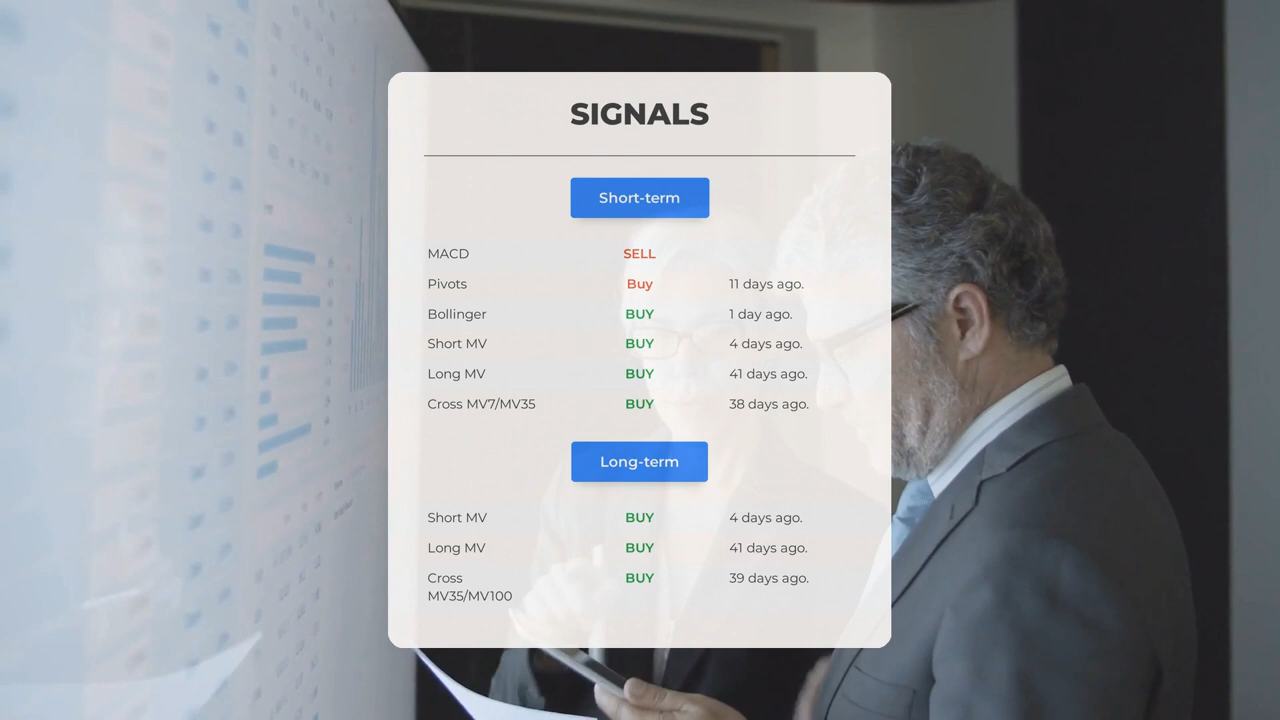 SIGNALS
Short-term
MACD SELL
Pivots Buy 11 days ago.
Bollinger BUY 1 day ago.
Short MV BUY 4 days ago.
Long MV BUY 41 days ago.
Cross MV7/MV35 BUY 38 days ago.
Long-term
Short MV BUY 4 days ago.
Long MV BUY 41 days ago.
Cross BUY 39 days ago.
MV35/MV100